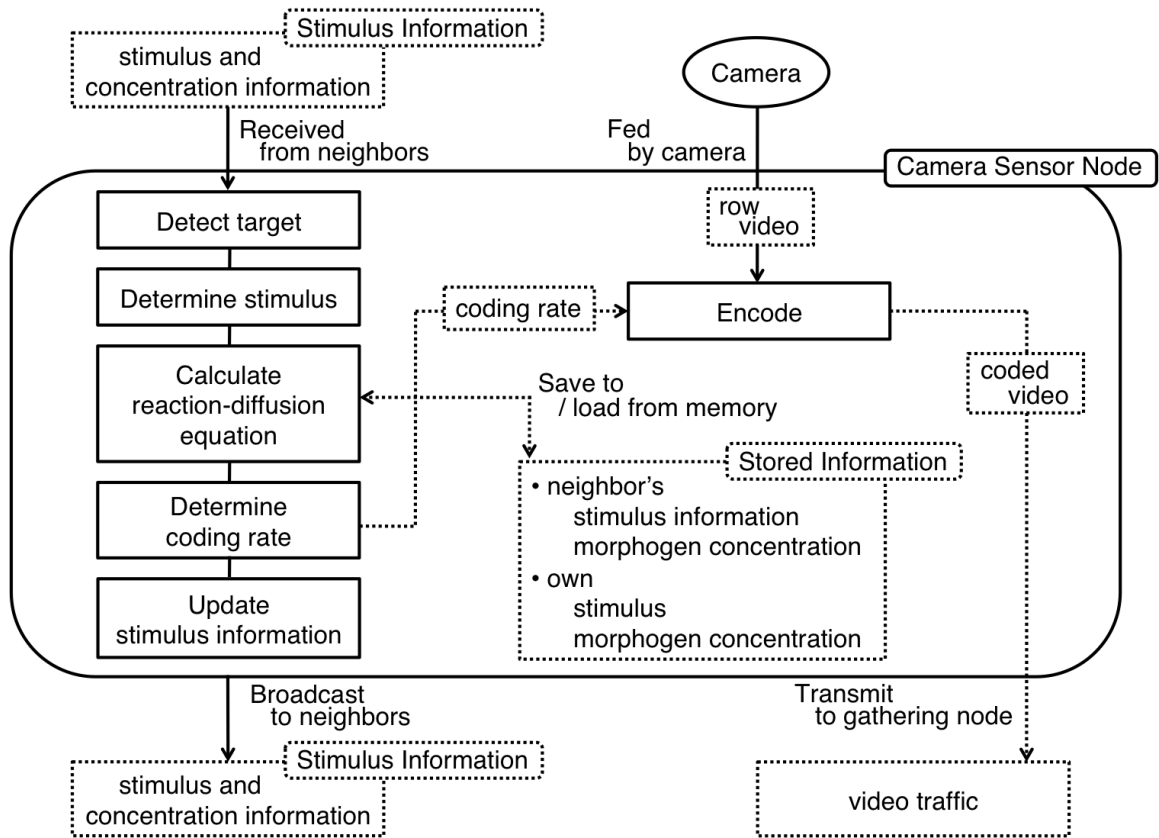 Stimulus Information
stimulus and
concentration information
Camera
Received
from neighbors
Fed
by camera
Camera Sensor Node
Detect target
row
video
Determine stimulus
coding rate
Encode
Calculate
reaction-diffusion
equation
Save to
/ load from memory
coded
video
Stored Information
• neighbor's
stimulus information
morphogen concentration
• own
stimulus
morphogen concentration
Determine
coding rate
Update
stimulus information
Broadcast
to neighbors
Transmit
to gathering node
Stimulus Information
stimulus and
concentration information
video traffic